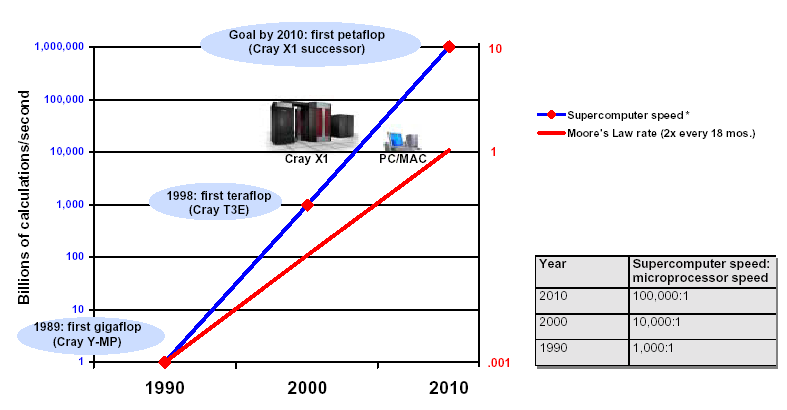 Goal by 2010: first petaflop
(Cray X1 successor)
1,000,000
10
100,000
Supercomputer speed *
Moore's Law rate (2x every 18 mos.)
Cray X1
PC/MAC
10,000
1
1998: first teraflop
(Cray T3E)
1,000
Billions of calculations/second
100
10
1989: first gigaflop
(Cray Y-MP)
1
.001
1990
2000
2010
Year
Supercomputer speed:
microprocessor speed
2010
100,000:1
2000
10,000:1
1990
1,000:1